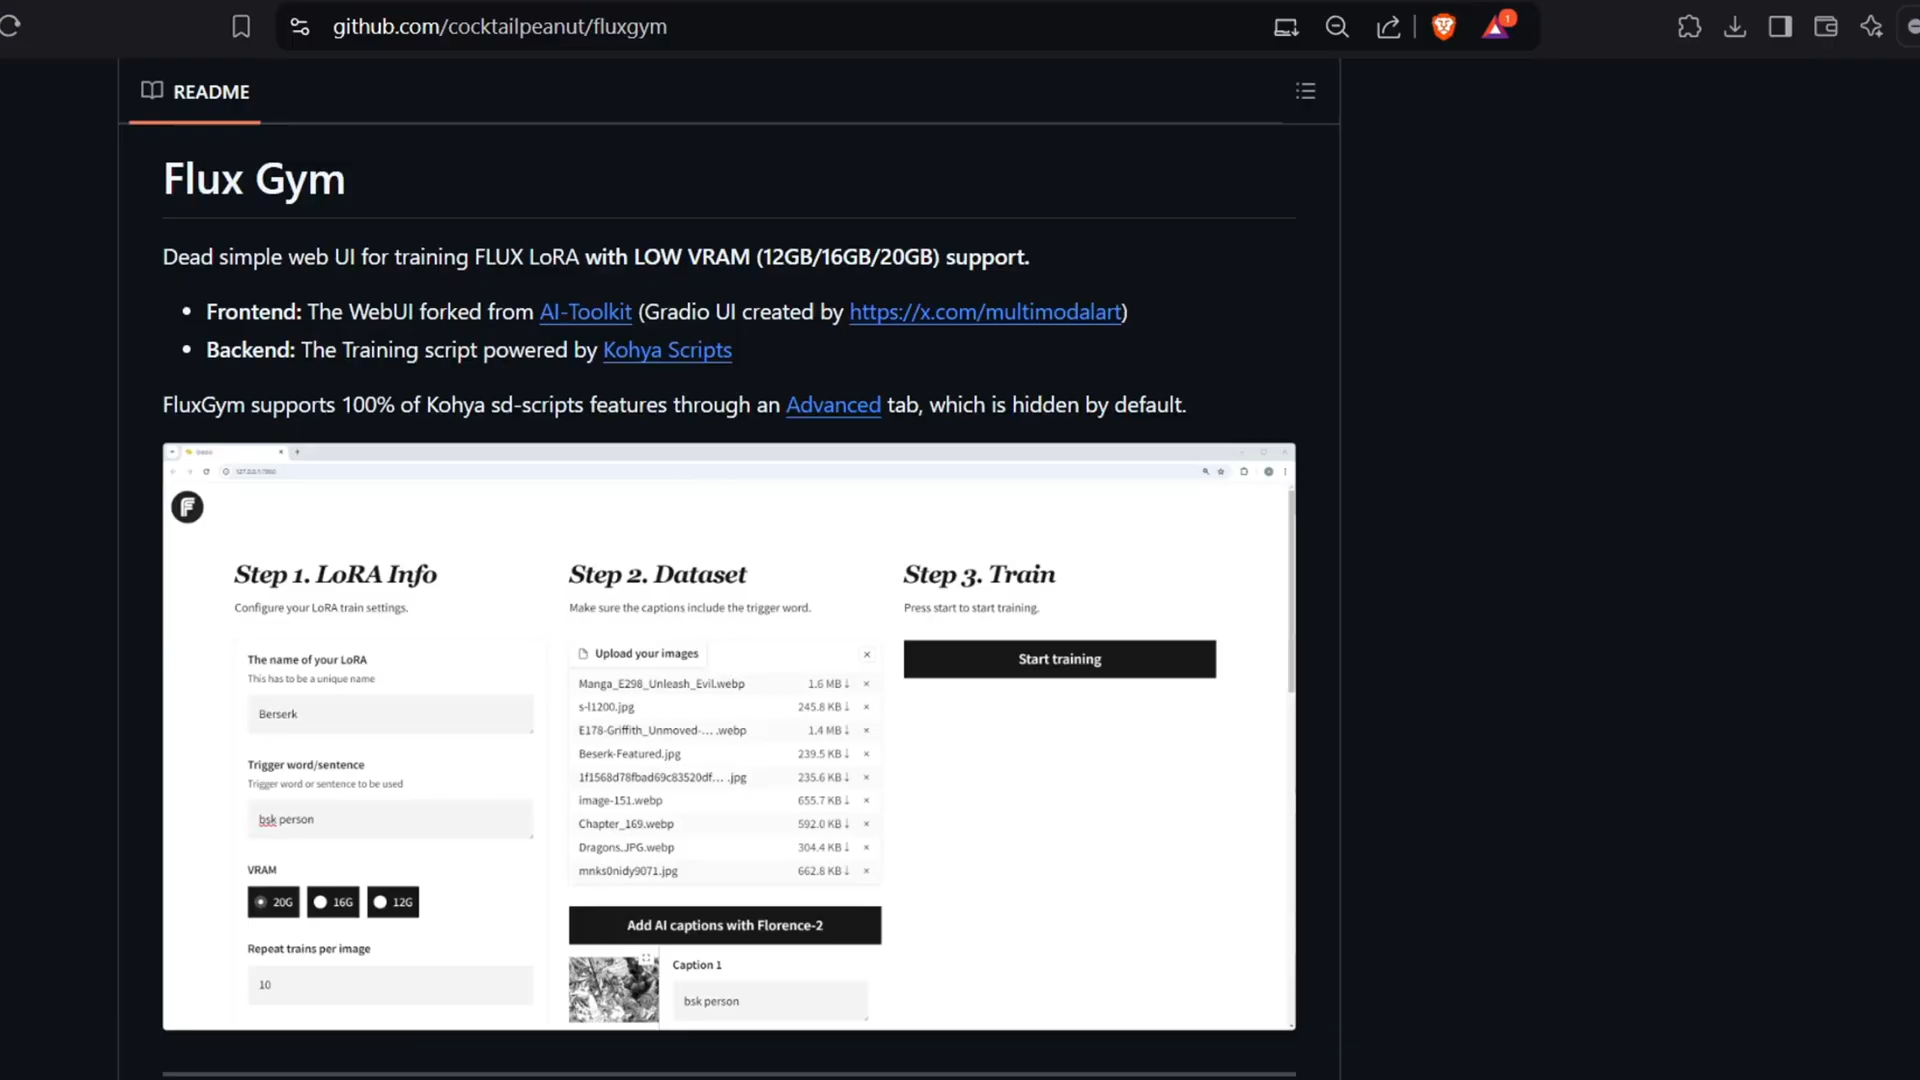 github.com/cocktailpeanut/fluxgym
1
README
Flux Gym
Dead simple web UI for training FLUX LoRA with LOW VRAM (12GB/16GB/20GB) support.
• Frontend: The WebUI forked from AI-Toolkit (Gradio UI created by https://x.com/multimodalart)
• Backend: The Training script powered by Kohya Scripts
FluxGym supports 100% of Kohya sd-scripts features through an Advanced tab, which is hidden by default.
F
Step 1. LoRA Info
Configure your LoRA train settings.
The name of your LoRA
This has to be a unique name
Berserk
Trigger word/sentence
Trigger word or sentence to be used
bsk person
VRAM
20G 16G 12G
Repeat trains per image
10
Step 2. Dataset
Make sure the captions include the trigger word.
Upload your images ×
Manga_E298_Unleash_Evil.webp 1.6 MB↓ ×
s-l1200.jpg 245.8 KB↓ ×
E178-Griffith_Unmoved-... .webp 1.4 MB↓ ×
Beserk-Featured.jpg 239.5 KB↓ ×
1f1568d78fbad69c83520df... .jpg 235.6 KB↓ ×
image-151.webp 655.7 KB↓ ×
Chapter_169.webp 592.0 KB↓ ×
Dragons.JPG.webp 304.4 KB↓ ×
mnks0nidy9071.jpg 662.8 KB↓ ×
Add AI captions with Florence-2
Caption 1
bsk person
Step 3. Train
Press start to start training.
Start training